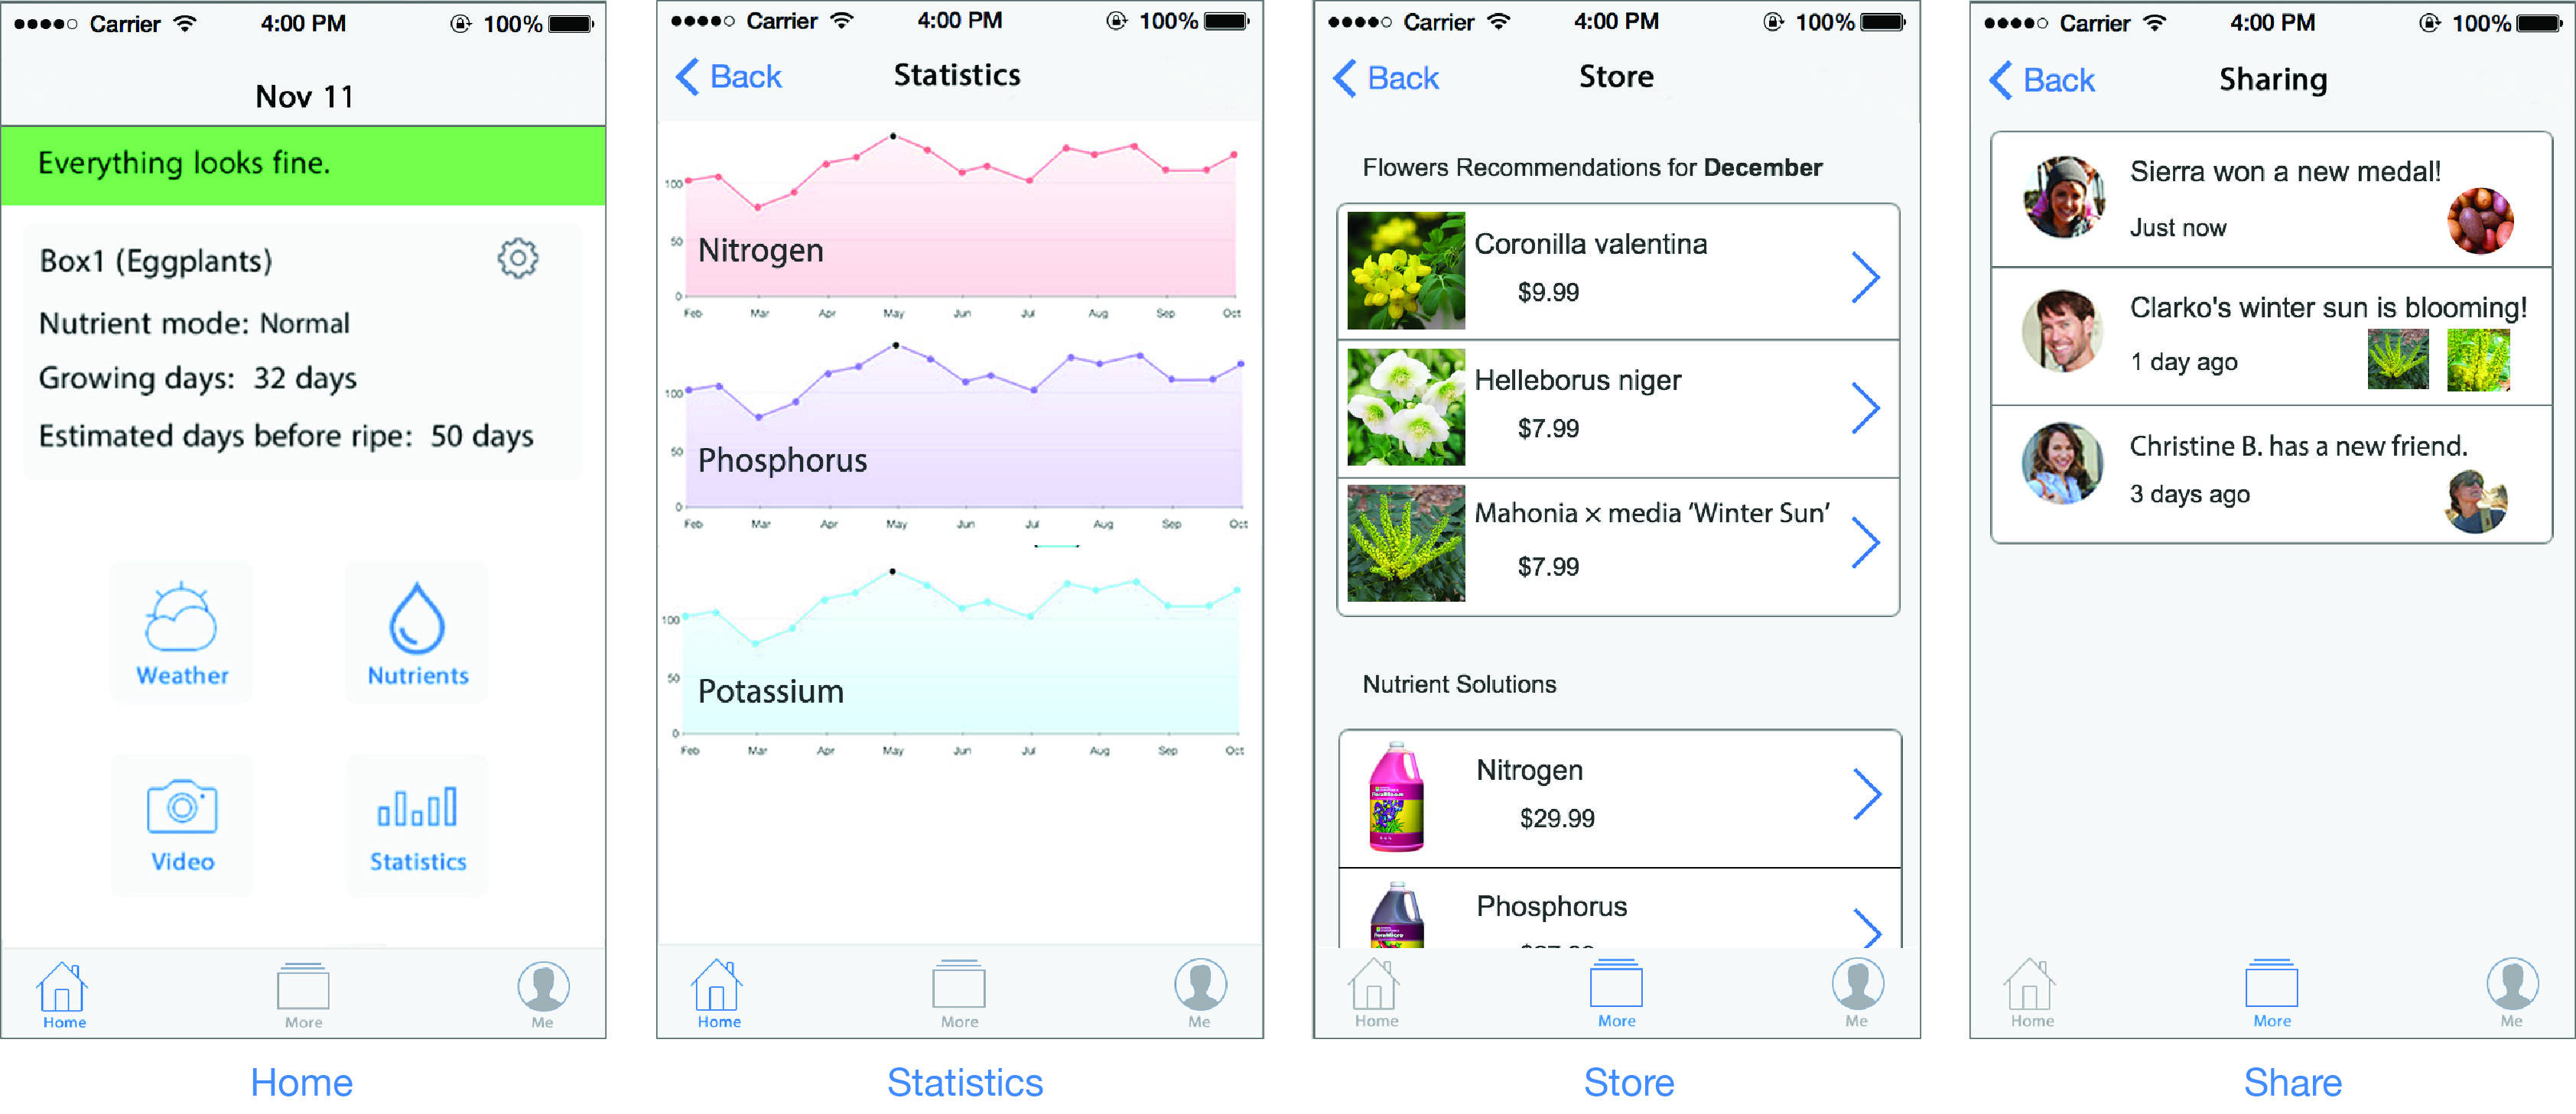 Carrier 4:00 PM 100%
Nov 11
Everything looks fine.
Box1 (Eggplants)
Nutrient mode: Normal
Growing days: 32 days
Estimated days before ripe: 50 days
Weather
Nutrients
Video
Statistics
Home
More
Me
Home
Carrier 4:00 PM 100%
Back
Statistics
100
50
0
Nitrogen
Feb Mar Apr May Jun Jul Aug Sep Oct
100
50
0
Phosphorus
Feb Mar Apr May Jun Jul Aug Sep Oct
100
50
0
Potassium
Feb Mar Apr May Jun Jul Aug Sep Oct
Home
More
Me
Statistics
Carrier 4:00 PM 100%
Back
Store
Flowers Recommendations for December
Coronilla valentina
$9.99
Helleborus niger
$7.99
Mahonia × media ‘Winter Sun’
$7.99
Nutrient Solutions
Nitrogen
$29.99
Phosphorus
Home
More
Me
Store
Carrier 4:00 PM 100%
Back
Sharing
Sierra won a new medal!
Just now
Clarko's winter sun is blooming!
1 day ago
Christine B. has a new friend.
3 days ago
Home
More
Me
Share